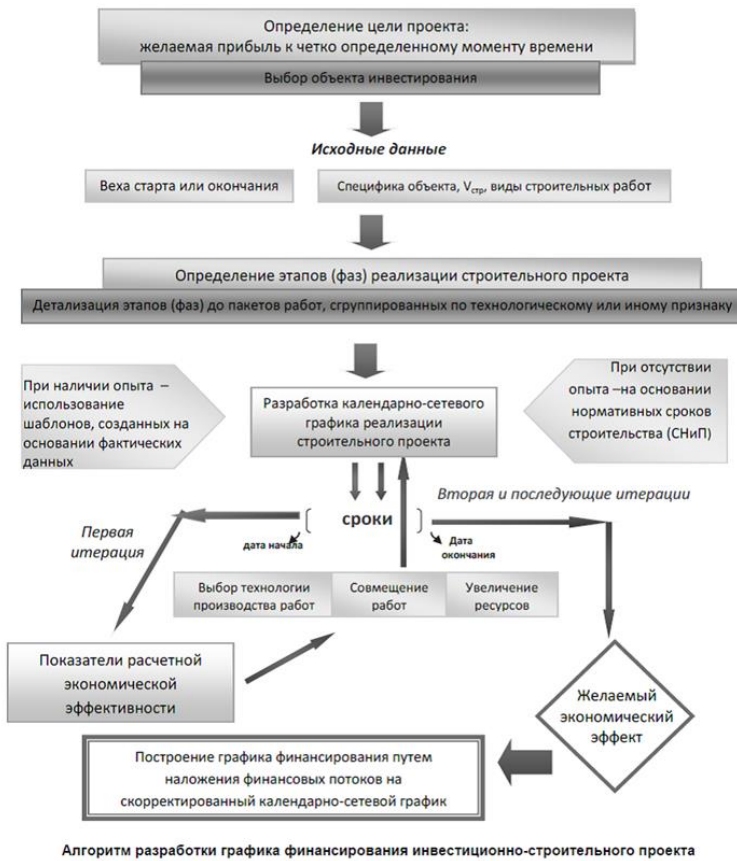 Определение цели проекта:
желаемая прибыль к четко определенному моменту времени
Выбор объекта инвестирования
Исходные данные
Веха старта или окончания
Специфика объекта, Vстр, виды строительных работ
Определение этапов (фаз) реализации строительного проекта
Детализация этапов (фаз) до пакетов работ, сгруппированных по технологическому или иному признаку
При наличии опыта –
использование
шаблонов, созданных на
основании фактических
данных
Разработка календарно-сетевого
графика реализации
строительного проекта
При отсутствии
опыта –на основании
нормативных сроков
строительства (СНиП)
Первая
итерация
сроки
дата начала
Дата
окончания
Вторая и последующие итерации
Выбор технологии
производства работ
Совмещение
работ
Увеличение
ресурсов
Показатели расчетной
экономической
эффективности
Желаемый
экономический
эффект
Построение графика финансирования путем
наложения финансовых потоков на
скорректированный календарно-сетевой график
Алгоритм разработки графика финансирования инвестиционно-строительного проекта